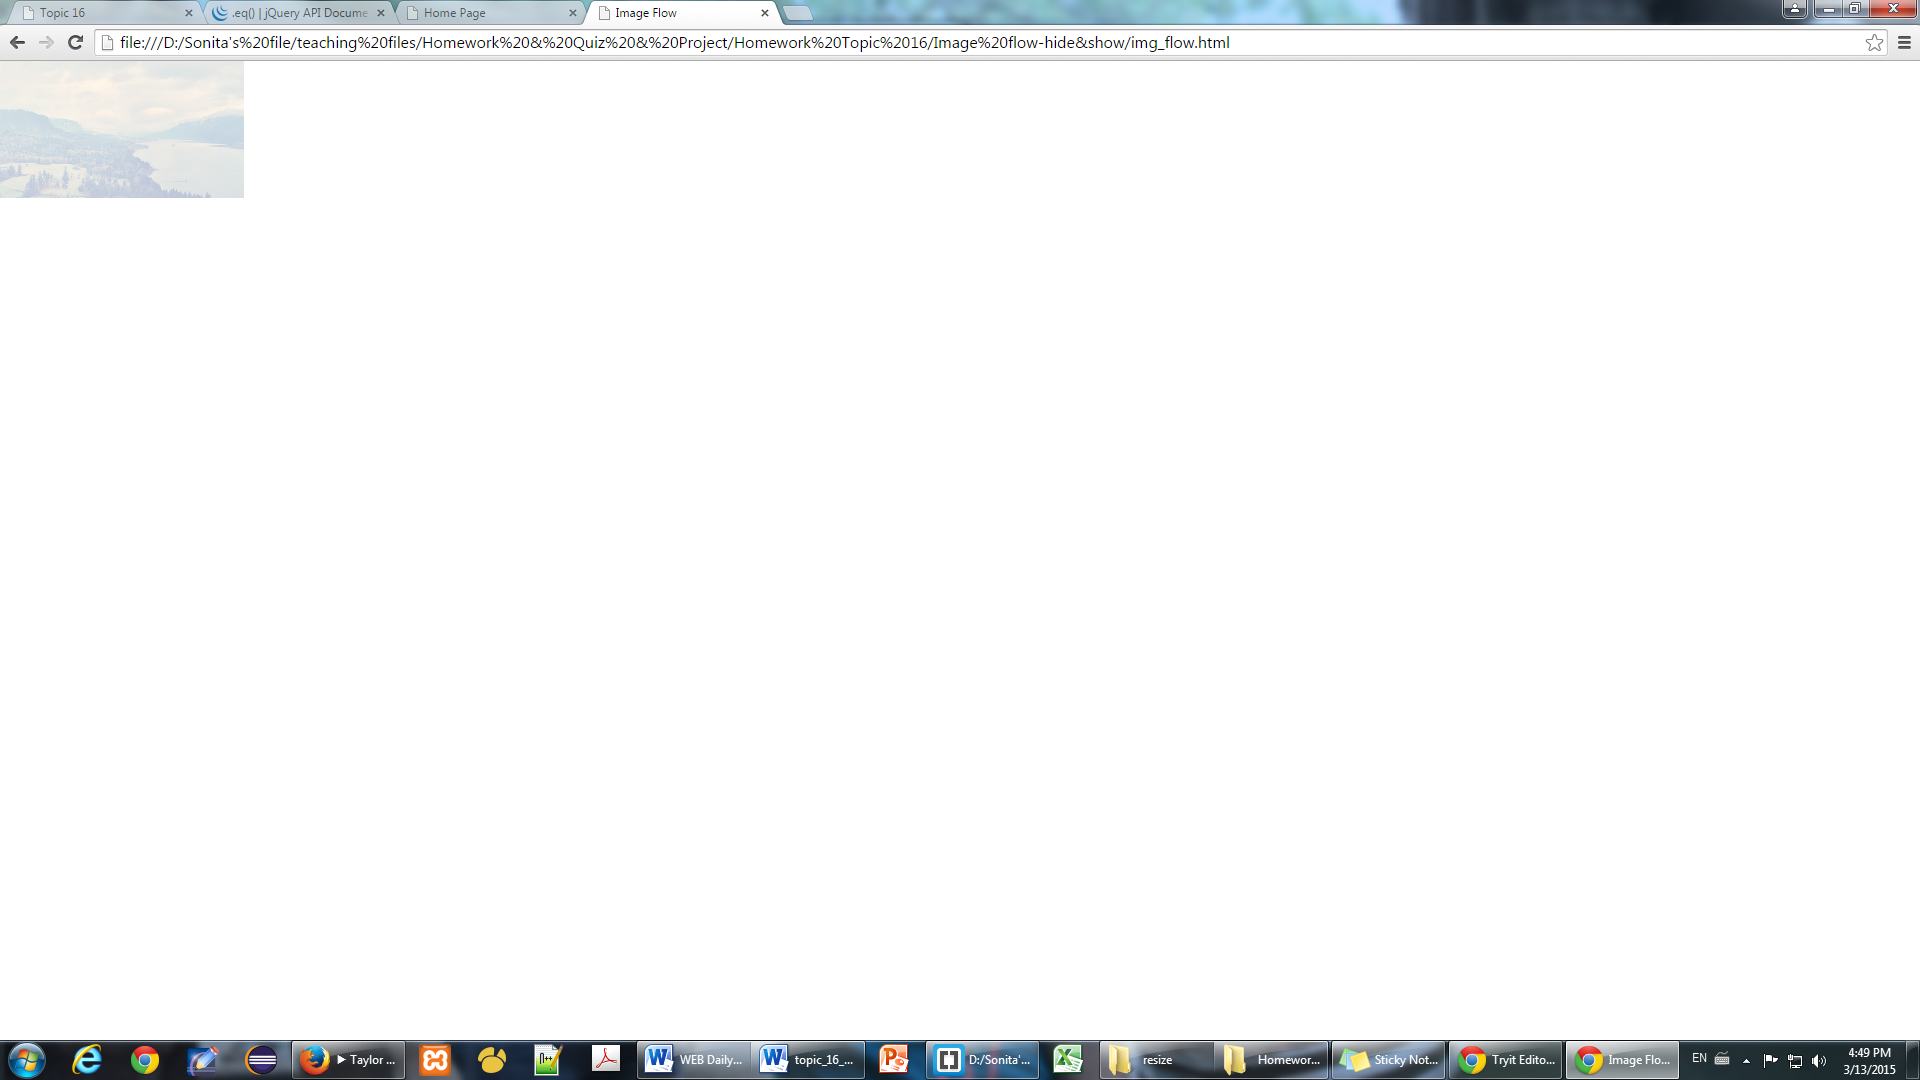 Topic 16
.eq() | jQuery API Docume
Home Page
Image Flow
file:///D:/Sonita's%20file/teaching%20files/Homework%20&%20Quiz%20&%20Project/Homework%20Topic%2016/Image%20flow-hide&show/img_flow.html
Taylor ...
WEB Daily...
topic_16_...
D:/Sonita'...
resize
Homewor...
Sticky Not...
Tryit Edito...
Image Flo...
EN
4:49 PM
3/13/2015